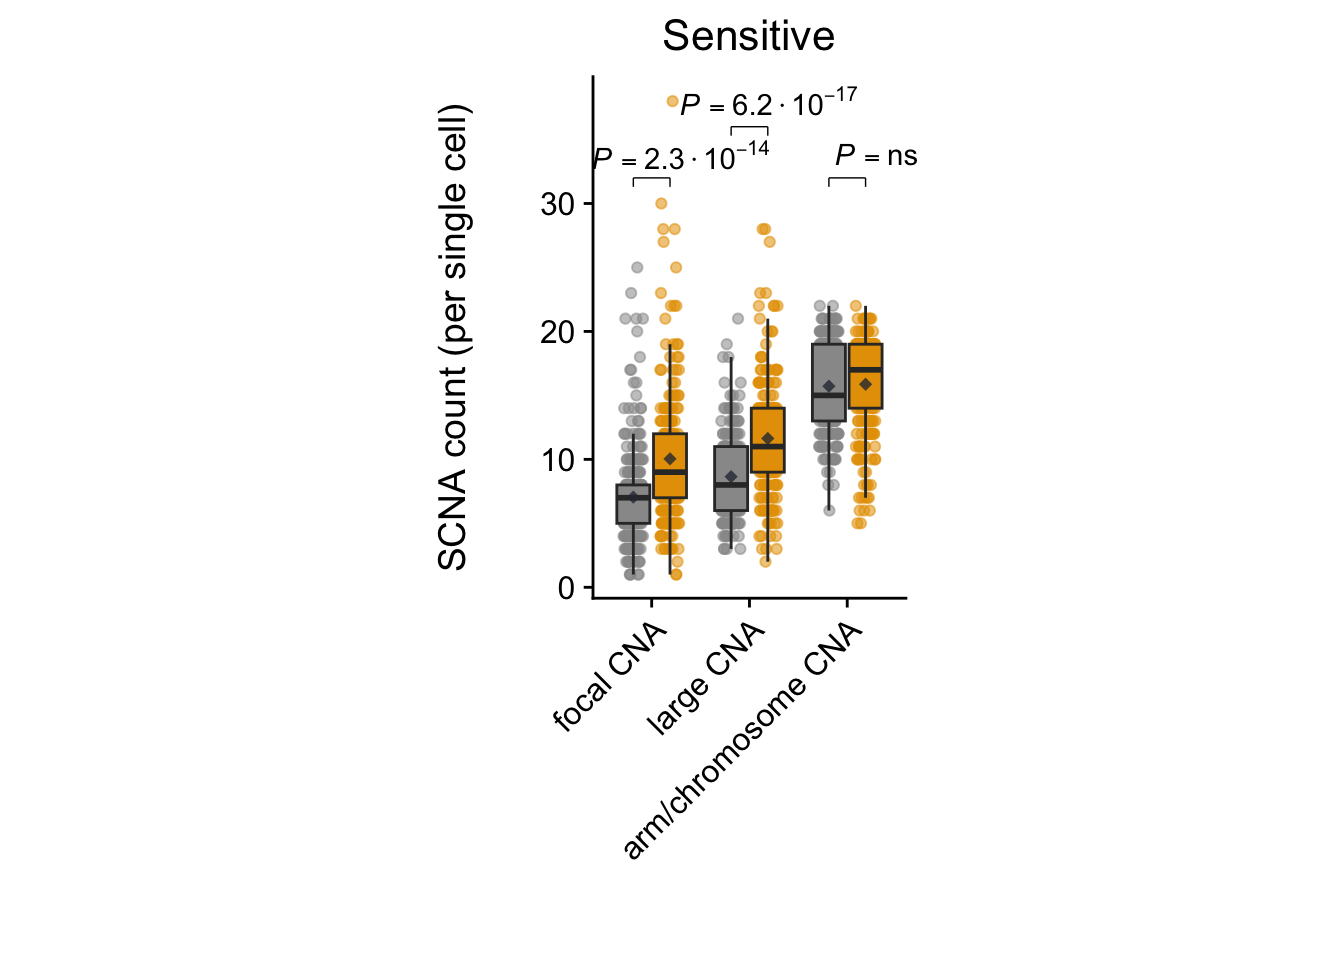 Sensitive
SCNA count (per single cell)
P = 6.2 · 10⁻¹⁷
P = 2.3 · 10⁻¹⁴
P = ns
30
20
10
0
focal CNA
large CNA
arm/chromosome CNA